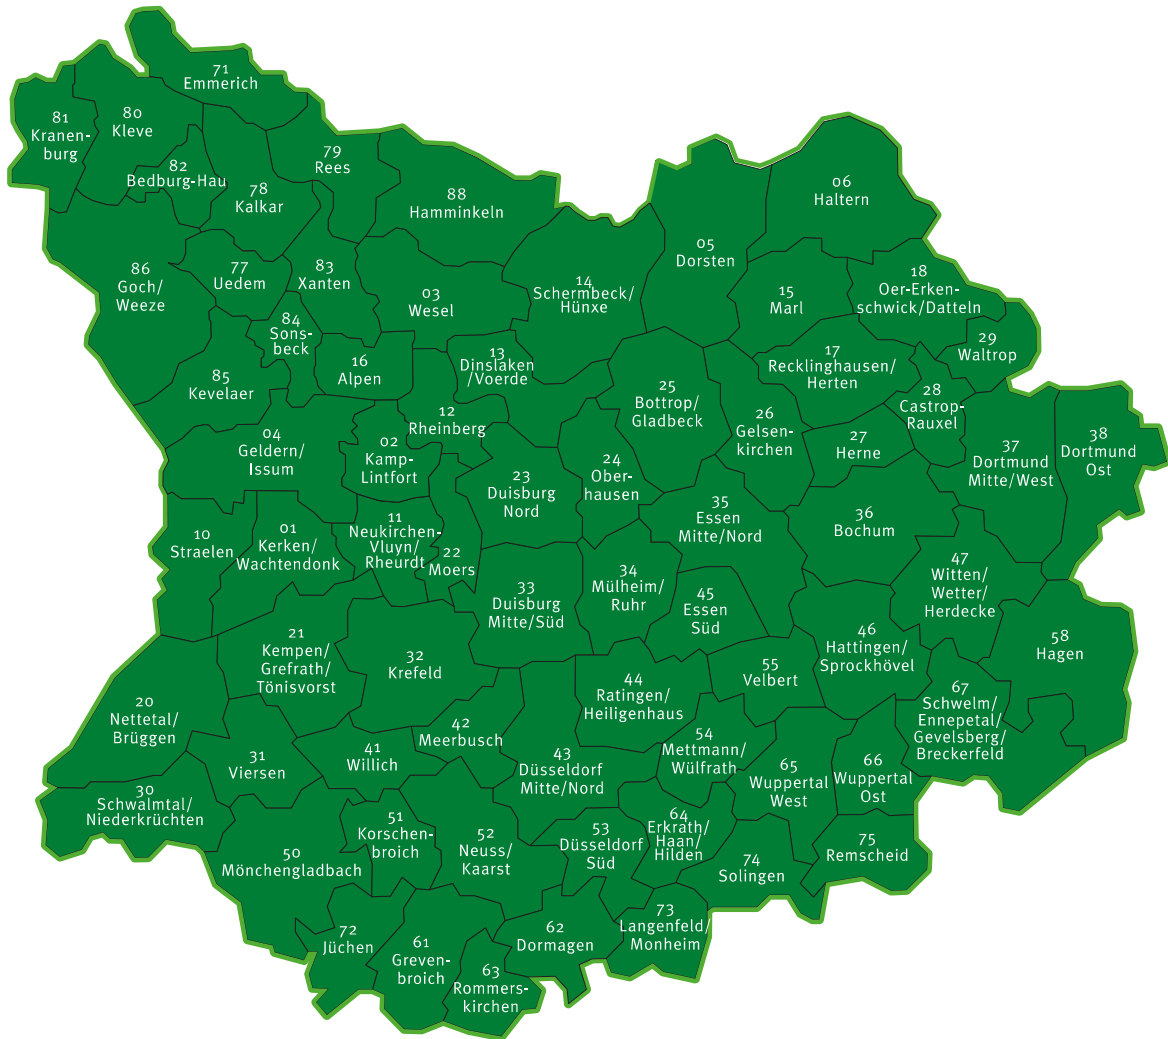 71
Emmerich
80
Kleve
81
Kranen-
burg
82
Bedburg-Hau
79
Rees
78
Kalkar
88
Hamminkeln
06
Haltern
05
Dorsten
86
Goch/
Weeze
77
Uedem
83
Xanten
03
Wesel
14
Schermbeck/
Hünxe
15
Marl
18
Oer-Erken-
schwick/Datteln
84
Sons-
beck
16
Alpen
13
Dinslaken
/Voerde
17
Recklinghausen/
Herten
29
Waltrop
85
Kevelaer
12
Rheinberg
25
Bottrop/
Gladbeck
26
Gelsen-
kirchen
28
Castrop-
Rauxel
04
Geldern/
Issum
02
Kamp-
Lintfort
24
Ober-
hausen
27
Herne
37
Dortmund
Mitte/West
38
Dortmund
Ost
23
Duisburg
Nord
35
Essen
Mitte/Nord
36
Bochum
10
Straelen
01
Kerken/
Wachtendonk
11
Neukirchen-
Vluyn/
Rheurdt
22
Moers
33
Duisburg
Mitte/Süd
34
Mülheim/
Ruhr
45
Essen
Süd
47
Witten/
Wetter/
Herdecke
21
Kempen/
Grefrath/
Tönisvorst
32
Krefeld
46
Hattingen/
Sprockhövel
58
Hagen
44
Ratingen/
Heiligenhaus
55
Velbert
67
Schwelm/
Ennepetal/
Gevelsberg/
Breckerfeld
20
Nettetal/
Brüggen
31
Viersen
41
Willich
42
Meerbusch
43
Düsseldorf
Mitte/Nord
54
Mettmann/
Wülfrath
65
Wuppertal
West
66
Wuppertal
Ost
30
Schwalmtal/
Niederkrüchten
50
Mönchengladbach
51
Korschen-
broich
52
Neuss/
Kaarst
53
Düsseldorf
Süd
64
Erkrath/
Haan/
Hilden
74
Solingen
75
Remscheid
72
Jüchen
61
Greven-
broich
62
Dormagen
73
Langenfeld/
Monheim
63
Rommers-
kirchen